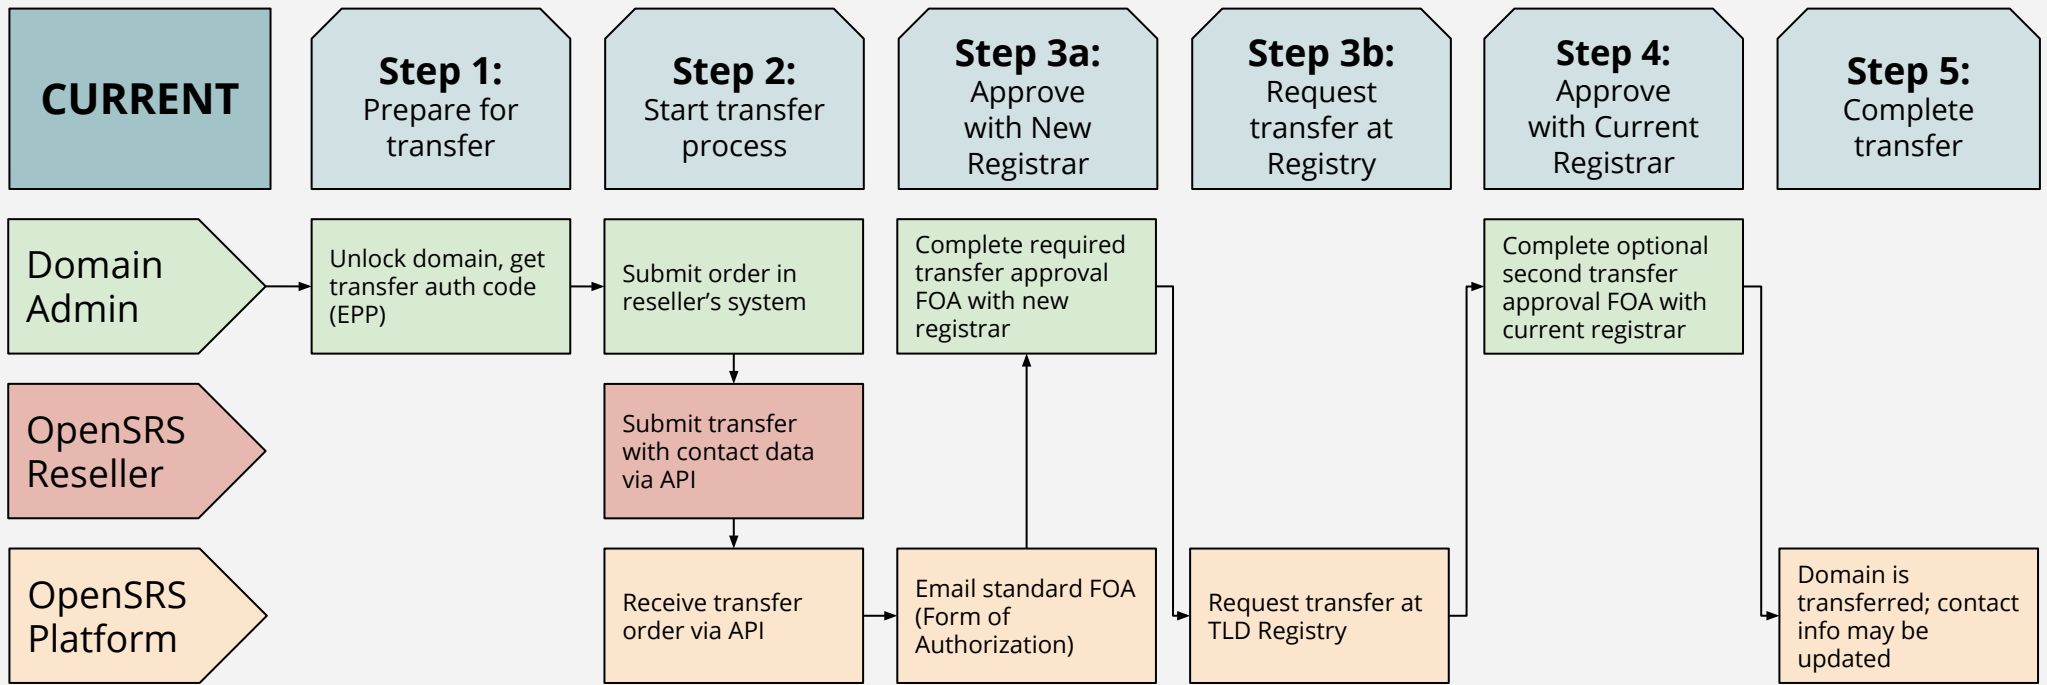 CURRENT
Step 1:
Prepare for
transfer
Step 2:
Start transfer
process
Step 3a:
Approve
with New
Registrar
Step 3b:
Request
transfer at
Registry
Step 4:
Approve
with Current
Registrar
Step 5:
Complete
transfer
Domain
Admin
Unlock domain, get
transfer auth code
(EPP)
Submit order in
reseller’s system
Complete required
transfer approval
FOA with new
registrar
Complete optional
second transfer
approval FOA with
current registrar
OpenSRS
Reseller
Submit transfer
with contact data
via API
OpenSRS
Platform
Receive transfer
order via API
Email standard FOA
(Form of
Authorization)
Request transfer at
TLD Registry
Domain is
transferred; contact
info may be
updated